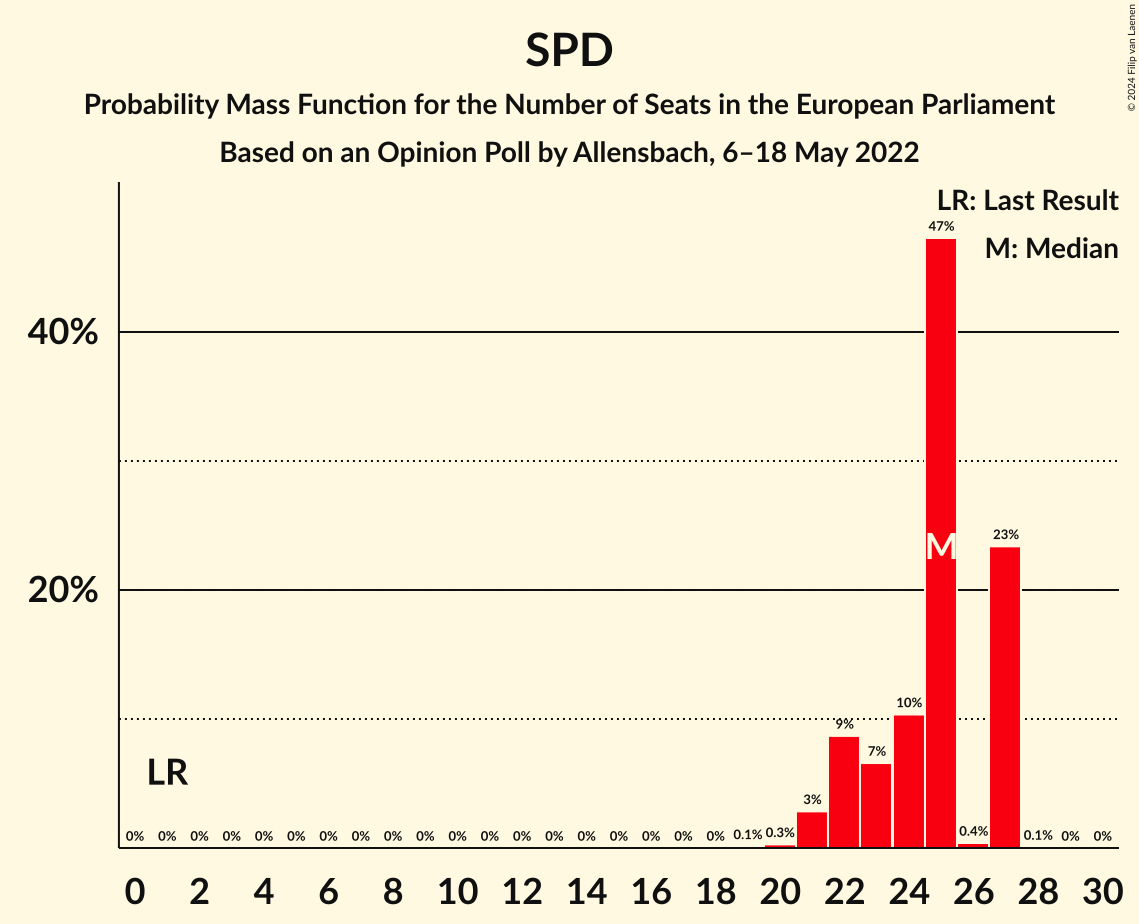 SPD
Probability Mass Function for the Number of Seats in the European Parliament
Based on an Opinion Poll by Allensbach, 6–18 May 2022
© 2024 Filip van Laenen
LR: Last Result
M: Median
47%
40%
M
23%
20%
10%
9%
7%
LR
3%
0% 0% 0% 0% 0% 0% 0% 0% 0% 0% 0% 0% 0% 0% 0% 0% 0% 0% 0% 0.1% 0.3% 0.4% 0.1% 0% 0%
0 2 4 6 8 10 12 14 16 18 20 22 24 26 28 30